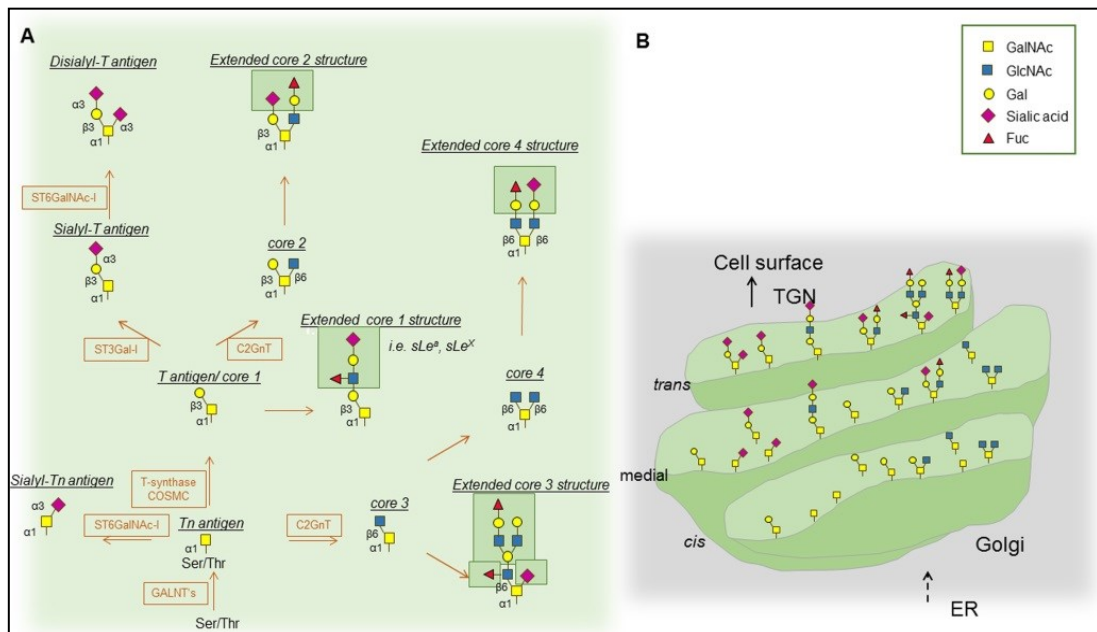 A
Disialyl-T antigen
α3
β3
α3
α1
ST6GalNAc-I
Sialyl-T antigen
α3
β3
α1
ST3Gal-I
Extended core 2 structure
β3
α1
core 2
β3
β6
α1
C2GnT
T antigen/ core 1
β3
α1
T-synthase
COSMC
Extended core 1 structure
i.e. sLeᵃ, sLeˣ
β3
α1
Extended core 4 structure
β6
β6
α1
core 4
β6
β6
α1
Sialyl-Tn antigen
α3
α1
ST6GalNAc-I
Tn antigen
α1
Ser/Thr
GALNT's
Ser/Thr
C2GnT
core 3
β6
α1
Extended core 3 structure
β6
α1
B
GalNAc
GlcNAc
Gal
Sialic acid
Fuc
Cell surface
TGN
trans
medial
cis
Golgi
ER